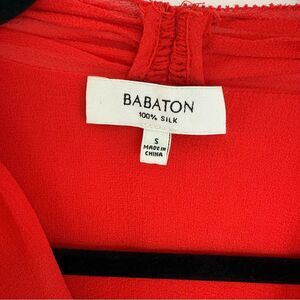 BABATON
100% SILK
S
MADE IN
CHINA